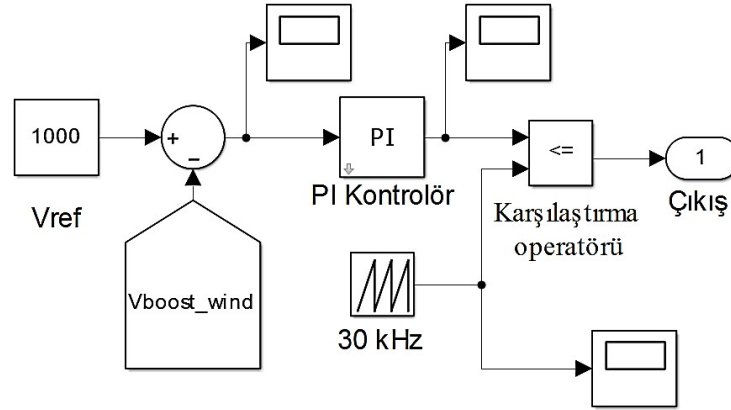 1000
Vref
+
−
Vboost_wind
PI
PI Kontrolör
30 kHz
<=
Karşılaştırma
operatörü
1
Çıkış